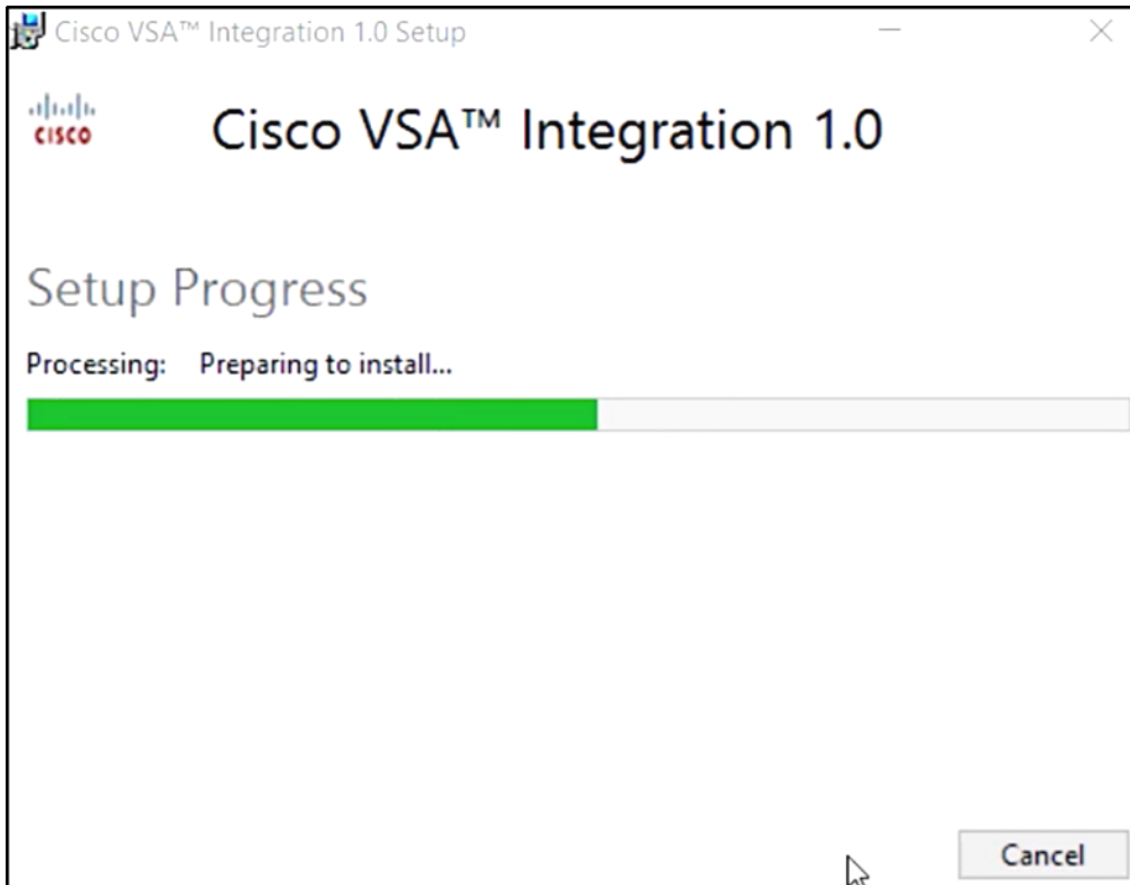 Cisco VSA™ Integration 1.0 Setup
CISCO
Cisco VSA™ Integration 1.0
Setup Progress
Processing: Preparing to install...
Cancel